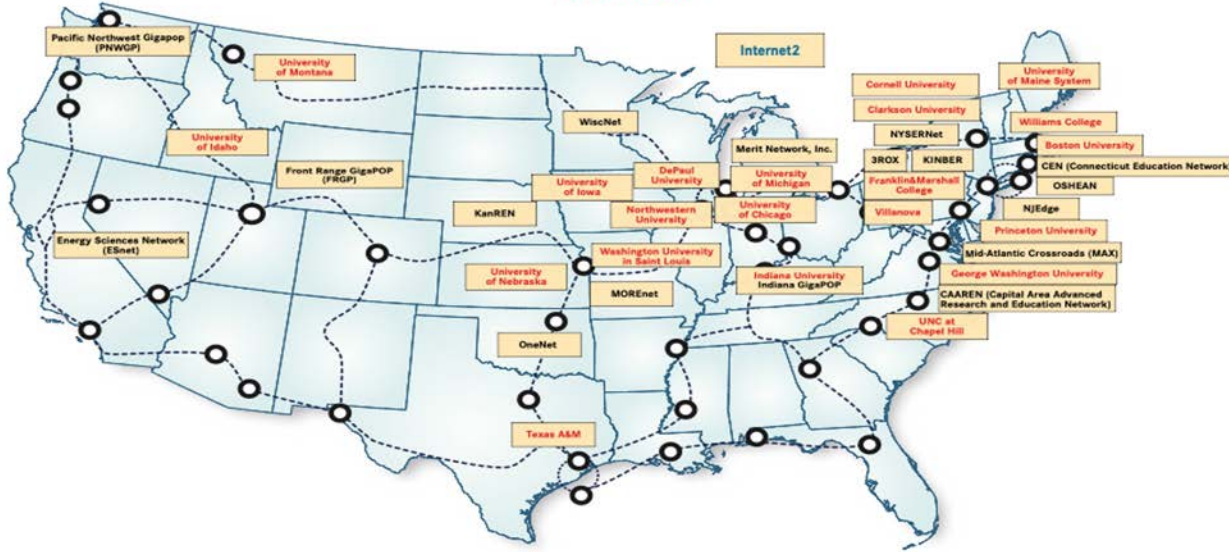 Internet2
Pacific Northwest Gigapop
(PNWGP)
University
of Montana
University
of Idaho
Front Range GigaPOP
(FRGP)
Energy Sciences Network
(ESnet)
WiscNet
University
of Iowa
KanREN
University
of Nebraska
OneNet
Texas A&M
MOREnet
Washington University
in Saint Louis
Northwestern
University
DePaul
University
Merit Network, Inc.
University
of Michigan
University
of Chicago
Indiana University
Indiana GigaPOP
Cornell University
Clarkson University
NYSERNet
3ROX
KINBER
Franklin&Marshall
College
Villanova
University
of Maine System
Williams College
Boston University
CEN (Connecticut Education Network
OSHEAN
NJEdge
Princeton University
Mid-Atlantic Crossroads (MAX)
George Washington University
CAAREN (Capital Area Advanced
Research and Education Network)
UNC at
Chapel Hill